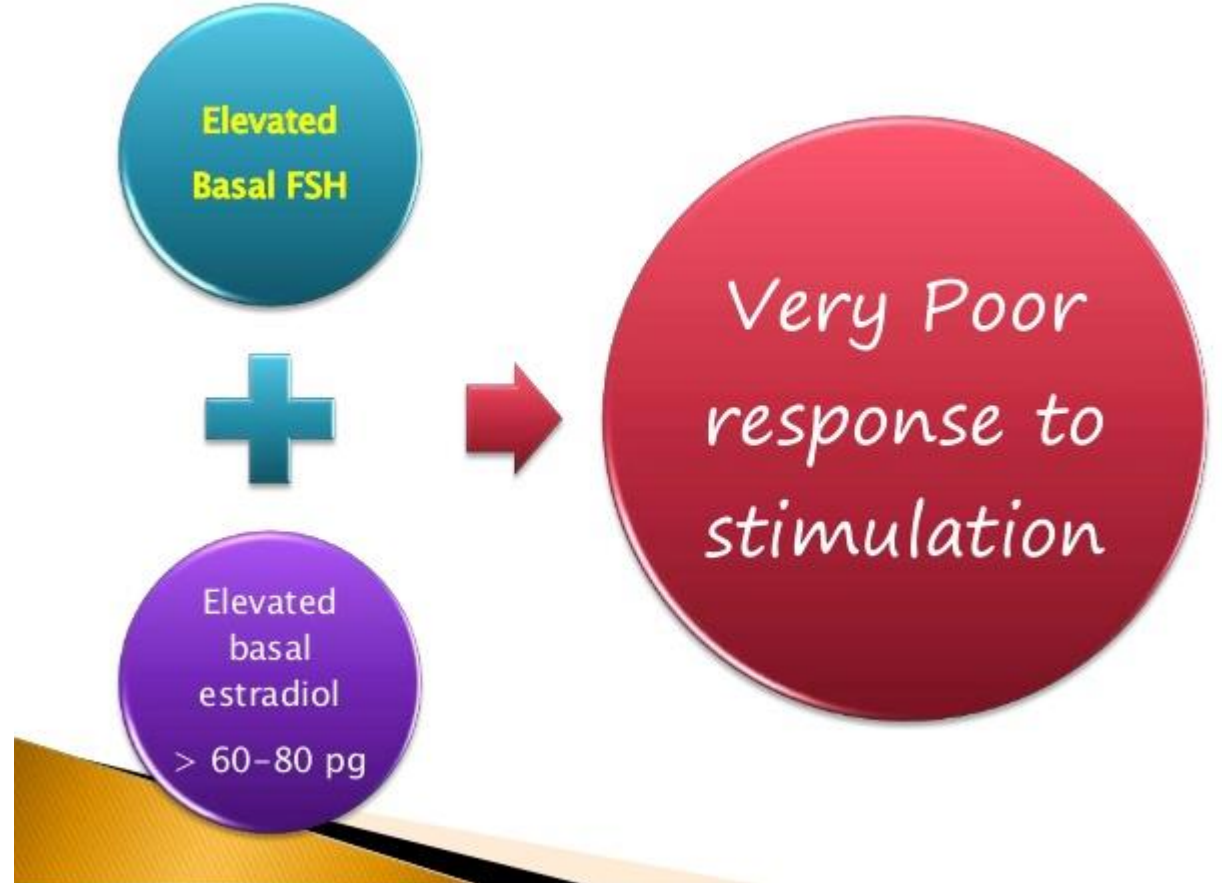 Elevated
Basal FSH
Elevated
basal
estradiol
> 60-80 pg
Very Poor
response to
stimulation